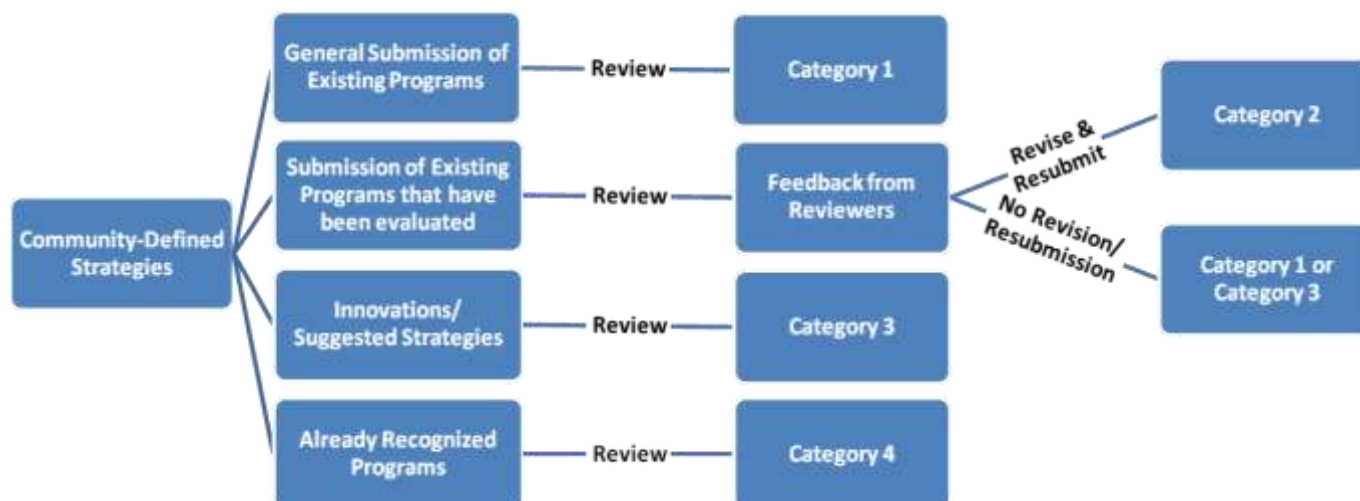 General Submission of
Existing Programs
Review
Category 1
Submission of Existing
Programs that have
been evaluated
Review
Feedback from
Reviewers
Revise &
Resubmit
Category 2
No Revision/
Resubmission
Category 1 or
Category 3
Community-Defined
Strategies
Innovations/
Suggested Strategies
Review
Category 3
Already Recognized
Programs
Review
Category 4